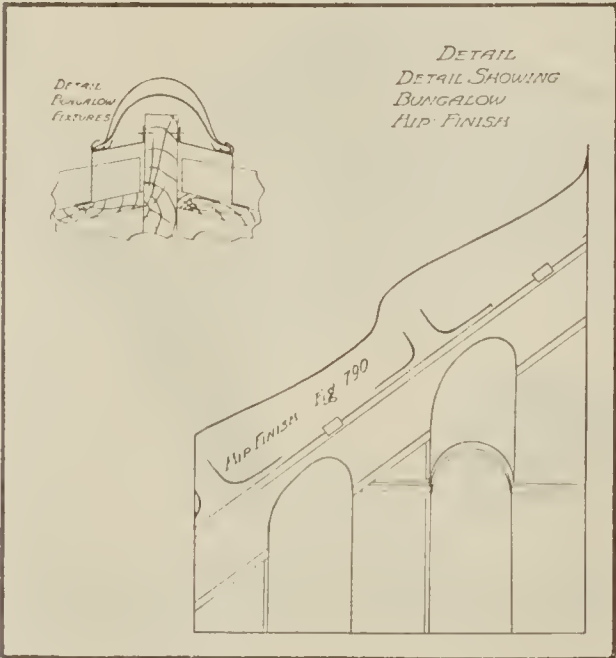 DETAIL
BUNGALOW
FIXTURES
DETAIL
DETAIL SHOWING
BUNGALOW
HIP FINISH
HIP FINISH Fig 790